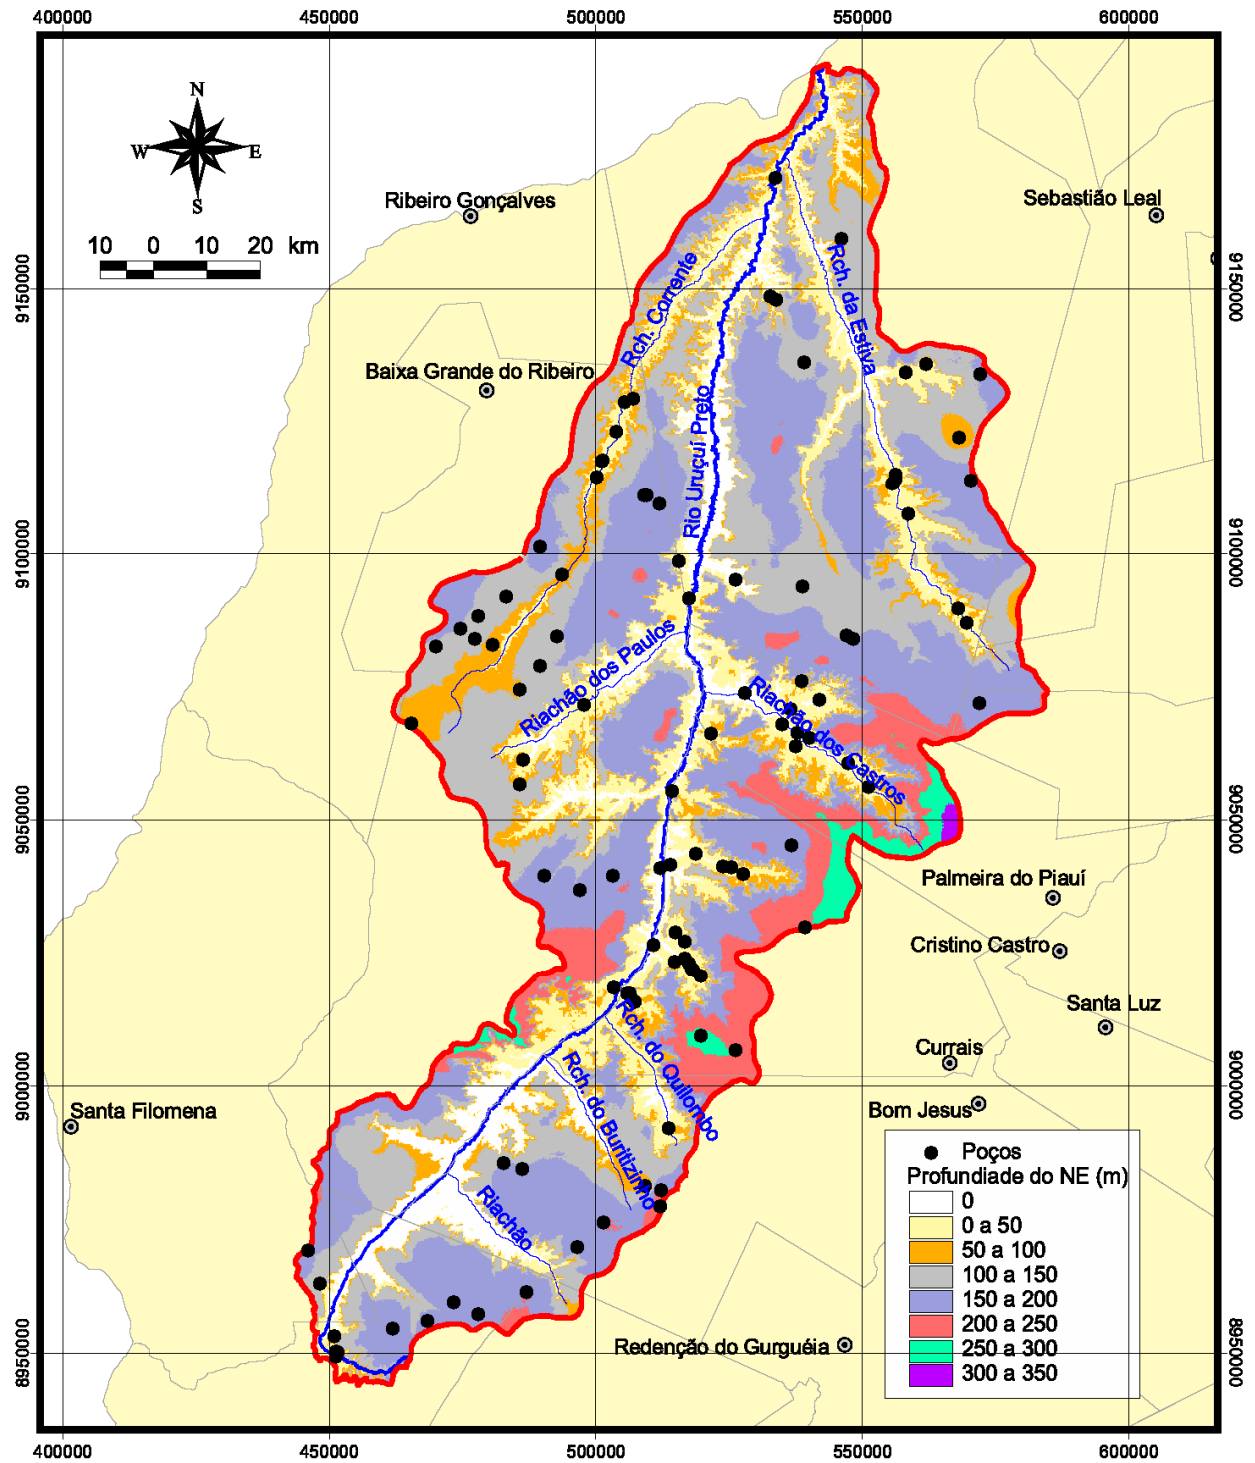 400000 450000 500000 550000 600000
N
W E
S
10 0 10 20 km
Ribeiro Gonçalves
Sebastião Leal
9150000 9150000
Rch. Corrente
Rch. da Estiva
Baixa Grande do Ribeiro
Rio Uruçuí Preto
9100000 9100000
Riachão dos Paulos
Riachão dos Castros
9050000 9050000
Palmeira do Piauí
Cristino Castro
Santa Luz
Currais
Rch. do Quilombo
Rch. do Buritizinho
9000000 9000000
Santa Filomena
Bom Jesus
Riachão
Poços
Profundiade do NE (m)
0
0 a 50
50 a 100
100 a 150
150 a 200
200 a 250
250 a 300
300 a 350
Redenção do Gurguéia
8950000 8950000
400000 450000 500000 550000 600000